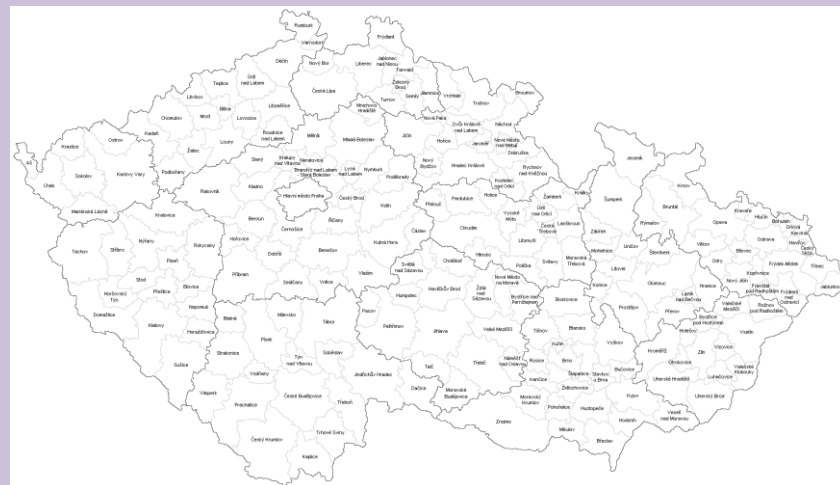 Rumburk
Varnsdorf
Děčín
Nový Bor
Liberec
Frýdlant
Jablonec
nad Nisou
Tanvald
Železný
Brod
Semily
Jilemnice
Vrchlabí
Trutnov
Broumov
Teplice
Ústí
nad Labem
Česká Lípa
Turnov
Mnichovo
Hradiště
Nová Paka
Dvůr Králové
nad Labem
Náchod
Litvínov
Bílina
Most
Chomutov
Lovosice
Litoměřice
Roudnice
nad Labem
Mělník
Mladá Boleslav
Jičín
Hořice
Jaroměř
Nové Město
nad Metují
Dobruška
Ostrov
Kraslice
Kadaň
Žatec
Louny
Podbořany
Slaný
Kralupy
nad Vltavou
Neratovice
Brandýs nad Labem
- Stará Boleslav
Lysá
nad Labem
Nymburk
Poděbrady
Nový
Bydžov
Hradec Králové
Rychnov
nad Kněžnou
Kostelec
nad Orlicí
Aš
Sokolov
Karlovy Vary
Cheb
Mariánské Lázně
Rakovník
Kladno
Hlavní město Praha
Český Brod
Kolín
Přelouč
Pardubice
Holice
Žamberk
Králíky
Jeseník
Kralovice
Beroun
Černošice
Říčany
Kutná Hora
Čáslav
Chrudim
Vysoké
Mýto
Ústí
nad Orlicí
Česká
Třebová
Lanškroun
Litomyšl
Šumperk
Zábřeh
Rýmařov
Bruntál
Krnov
Opava
Kravaře
Hlučín
Bohumín
Orlová
Karviná
Havířov
Český
Těšín
Ostrava
Třinec
Jablunkov
Tachov
Stříbro
Nýřany
Plzeň
Rokycany
Hořovice
Dobříš
Benešov
Vlašim
Hlinsko
Polička
Svitavy
Moravská
Třebová
Mohelnice
Uničov
Šternberk
Litovel
Konice
Olomouc
Vítkov
Bílovec
Odry
Nový Jičín
Kopřivnice
Frýdek-Místek
Frenštát
pod Radhoštěm
Frýdlant
nad
Ostravicí
Horšovský
Týn
Stod
Přeštice
Blovice
Příbram
Sedlčany
Votice
Světlá
nad Sázavou
Chotěboř
Havlíčkův Brod
Nové Město
na Moravě
Žďár
nad
Sázavou
Bystřice nad
Pernštejnem
Boskovice
Prostějov
Přerov
Lipník
nad Bečvou
Hranice
Valašské
Meziříčí
Rožnov
pod Radhoštěm
Domažlice
Klatovy
Nepomuk
Horažďovice
Sušice
Blatná
Milevsko
Písek
Tábor
Soběslav
Strakonice
Vodňany
Týn
nad Vltavou
Pacov
Humpolec
Pelhřimov
Jihlava
Velké Meziříčí
Třebíč
Náměšť
nad Oslavou
Telč
Dačice
Jindřichův Hradec
Moravské
Budějovice
Tišnov
Kuřim
Blansko
Vyškov
Rosice
Brno
Šlapanice
Slavkov
u Brna
Bučovice
Ivančice
Židlochovice
Moravský
Krumlov
Pohořelice
Hustopeče
Kyjov
Hodonín
Veselí
nad Moravou
Mikulov
Břeclav
Znojmo
Bystřice
pod Hostýnem
Holešov
Kroměříž
Otrokovice
Zlín
Vizovice
Vsetín
Valašské
Klobouky
Luhačovice
Uherské Hradiště
Uherský Brod
Vimperk
Prachatice
České Budějovice
Třeboň
Český Krumlov
Trhové Sviny
Kaplice